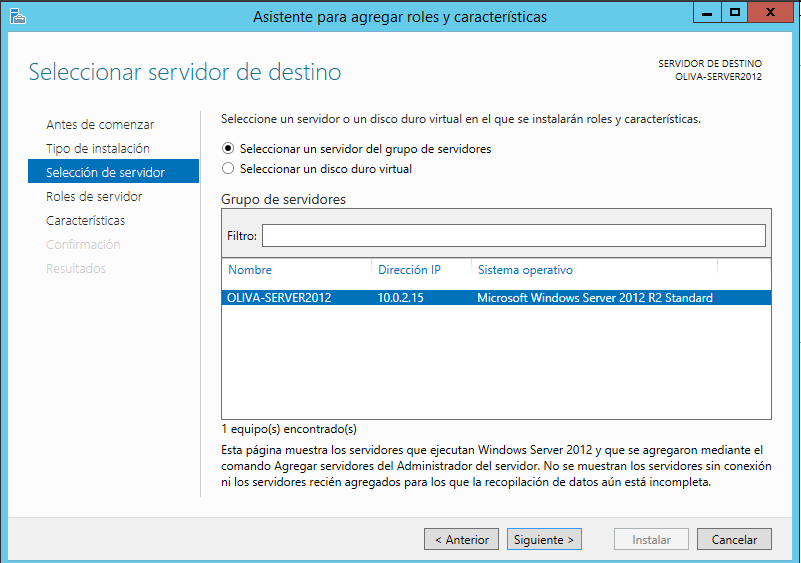 Asistente para agregar roles y características
Seleccionar servidor de destino
SERVIDOR DE DESTINO
OLIVA-SERVER2012
Antes de comenzar
Tipo de instalación
Selección de servidor
Roles de servidor
Características
Confirmación
Resultados
Seleccione un servidor o un disco duro virtual en el que se instalarán roles y características.
Seleccionar un servidor del grupo de servidores
Seleccionar un disco duro virtual
Grupo de servidores
Filtro:
Nombre Dirección IP Sistema operativo
OLIVA-SERVER2012 10.0.2.15 Microsoft Windows Server 2012 R2 Standard
1 equipo(s) encontrado(s)
Esta página muestra los servidores que ejecutan Windows Server 2012 y que se agregaron mediante el
comando Agregar servidores del Administrador del servidor. No se muestran los servidores sin conexión
ni los servidores recién agregados para los que la recopilación de datos aún está incompleta.
< Anterior Siguiente > Instalar Cancelar